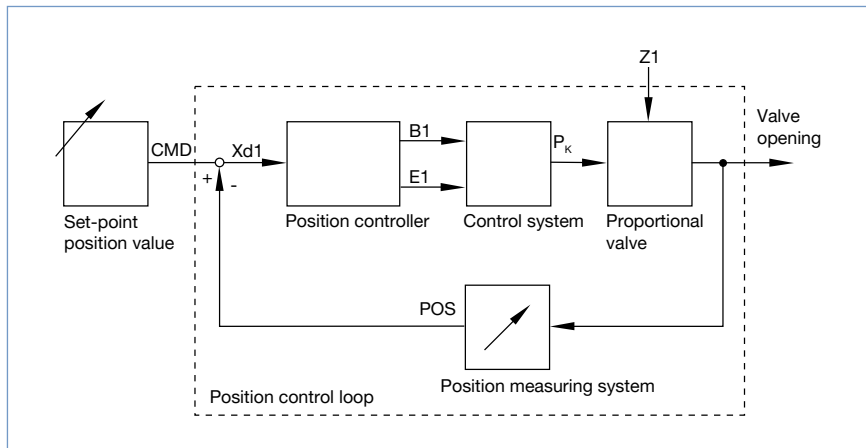 Z1
Valve
opening
B1
CMD
Xd1
P_K
+
-
E1
Set-point
position value
Position controller
Control system
Proportional
valve
POS
Position measuring system
Position control loop